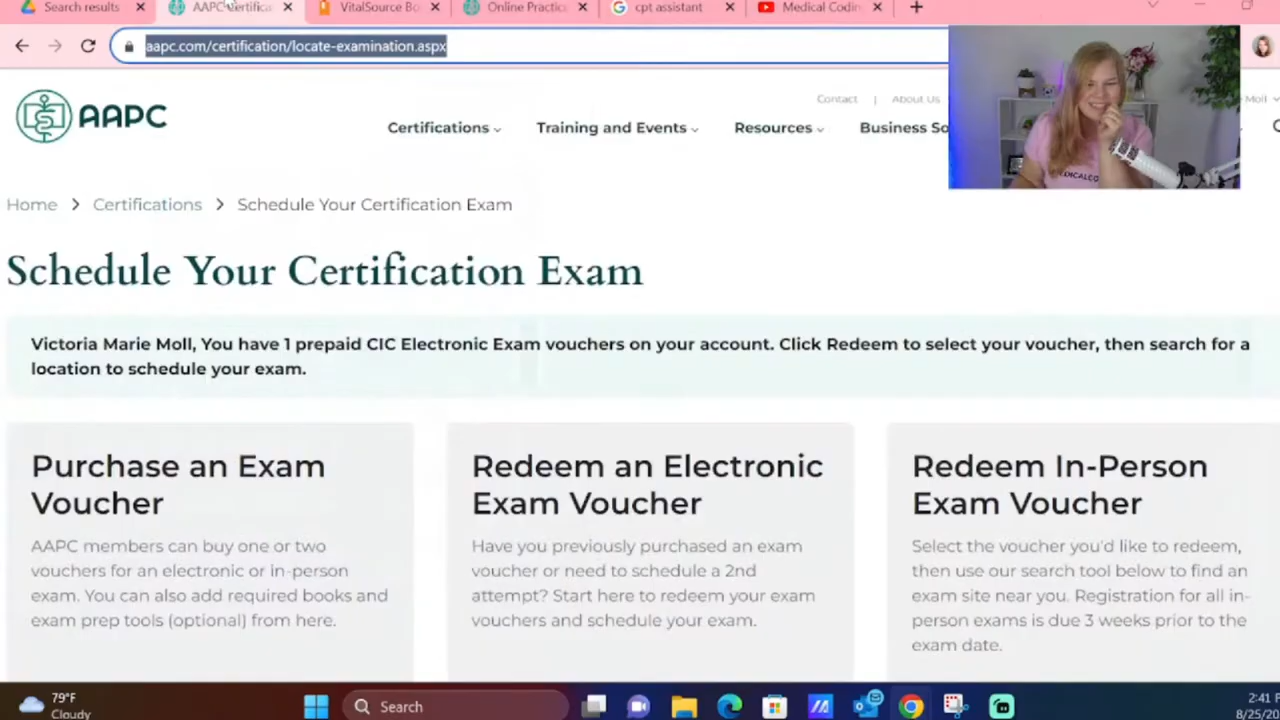 Search results
AAPC Certifica
VitalSource Bo
Online Practic
cpt assistant
Medical Codin
aapc.com/certification/locate-examination.aspx
AAPC
Contact | About Us
Moll
Certifications
Training and Events
Resources
Business So
Home > Certifications > Schedule Your Certification Exam
Schedule Your Certification Exam
Victoria Marie Moll, You have 1 prepaid CIC Electronic Exam vouchers on your account. Click Redeem to select your voucher, then search for a
location to schedule your exam.
Purchase an Exam
Voucher
AAPC members can buy one or two
vouchers for an electronic or in-person
exam. You can also add required books and
exam prep tools (optional) from here.
Redeem an Electronic
Exam Voucher
Have you previously purchased an exam
voucher or need to schedule a 2nd
attempt? Start here to redeem your exam
vouchers and schedule your exam.
Redeem In-Person
Exam Voucher
Select the voucher you'd like to redeem,
then use our search tool below to find an
exam site near you. Registration for all in-
person exams is due 3 weeks prior to the
exam date.
79°F
Cloudy
Search
2:41 P
8/25/20